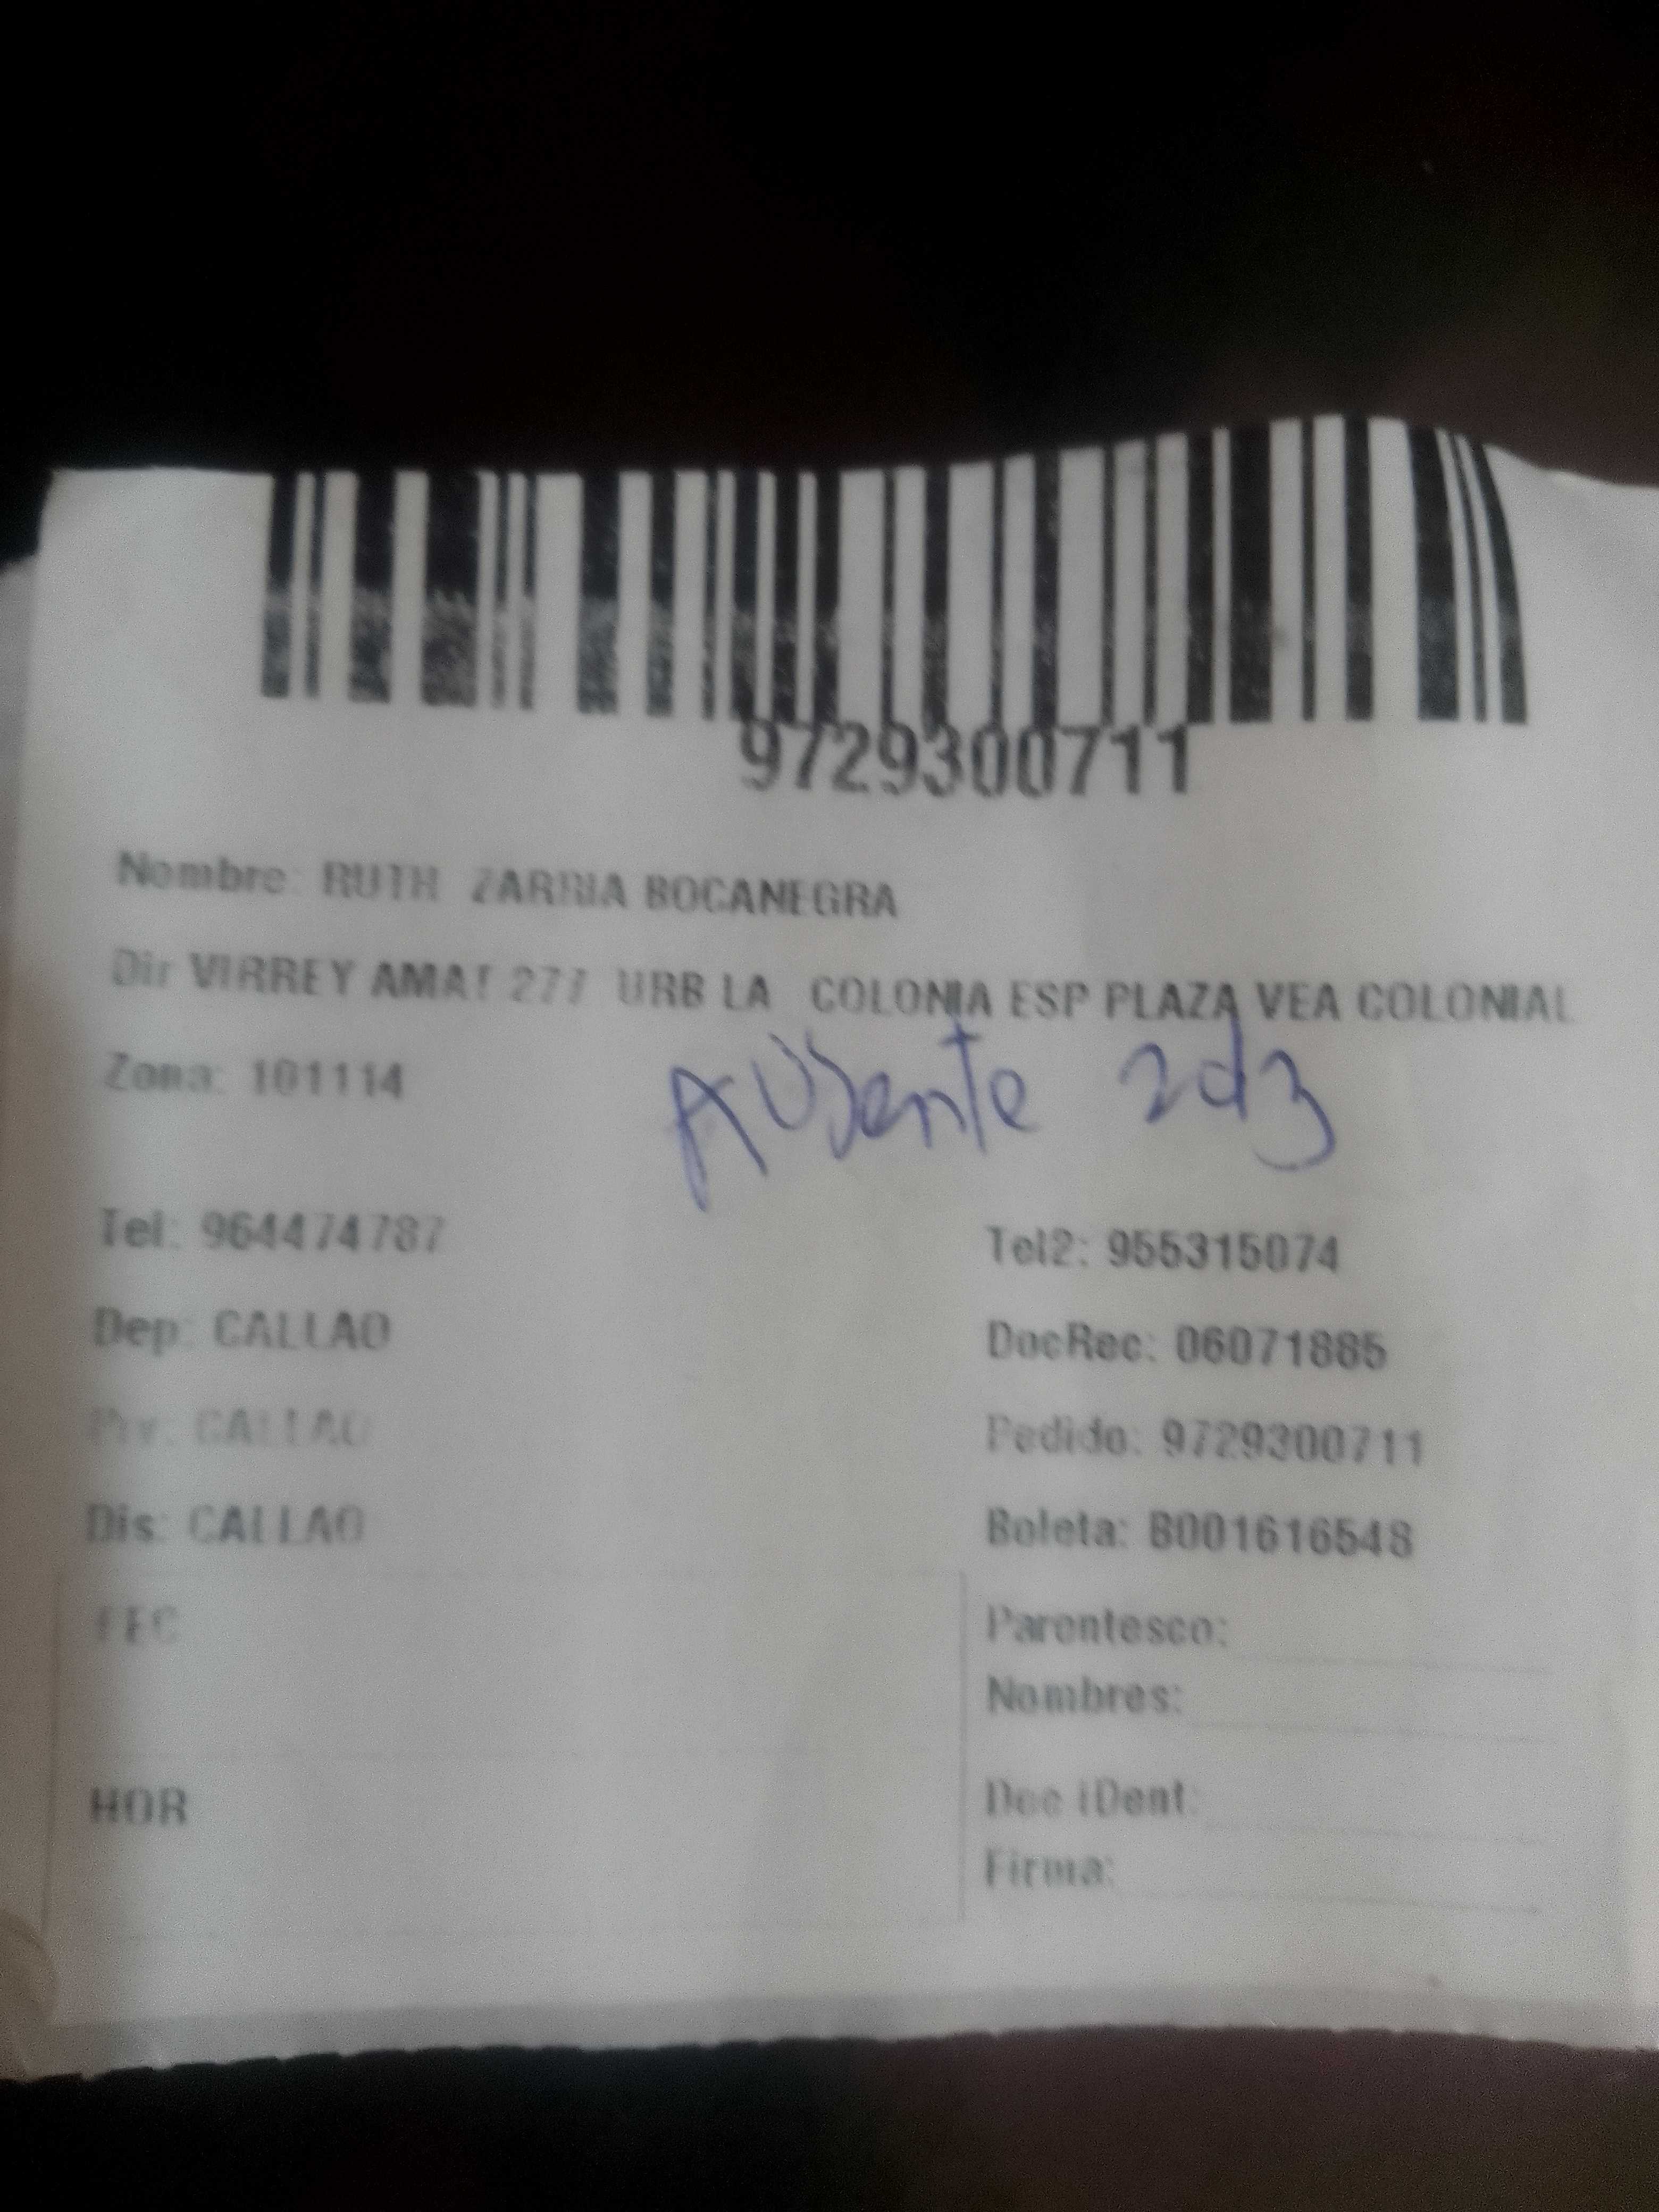 9729300711
Nombre: RUTH ZARRIA BOCANEGRA
Dir VIRREY AMAT 277 URB LA COLONIA ESP PLAZA VEA COLONIAL
Zona: 101114
Ausente 2d3
Tel: 964474787 Tel2: 955315074
Dep: CALLAO DocRec: 06071885
Prv: CALLAO Pedido: 9729300711
Dis: CALLAO Boleta: B001616548
FEC Parentesco:
Nombres:
HOR Doc iDent:
Firma: